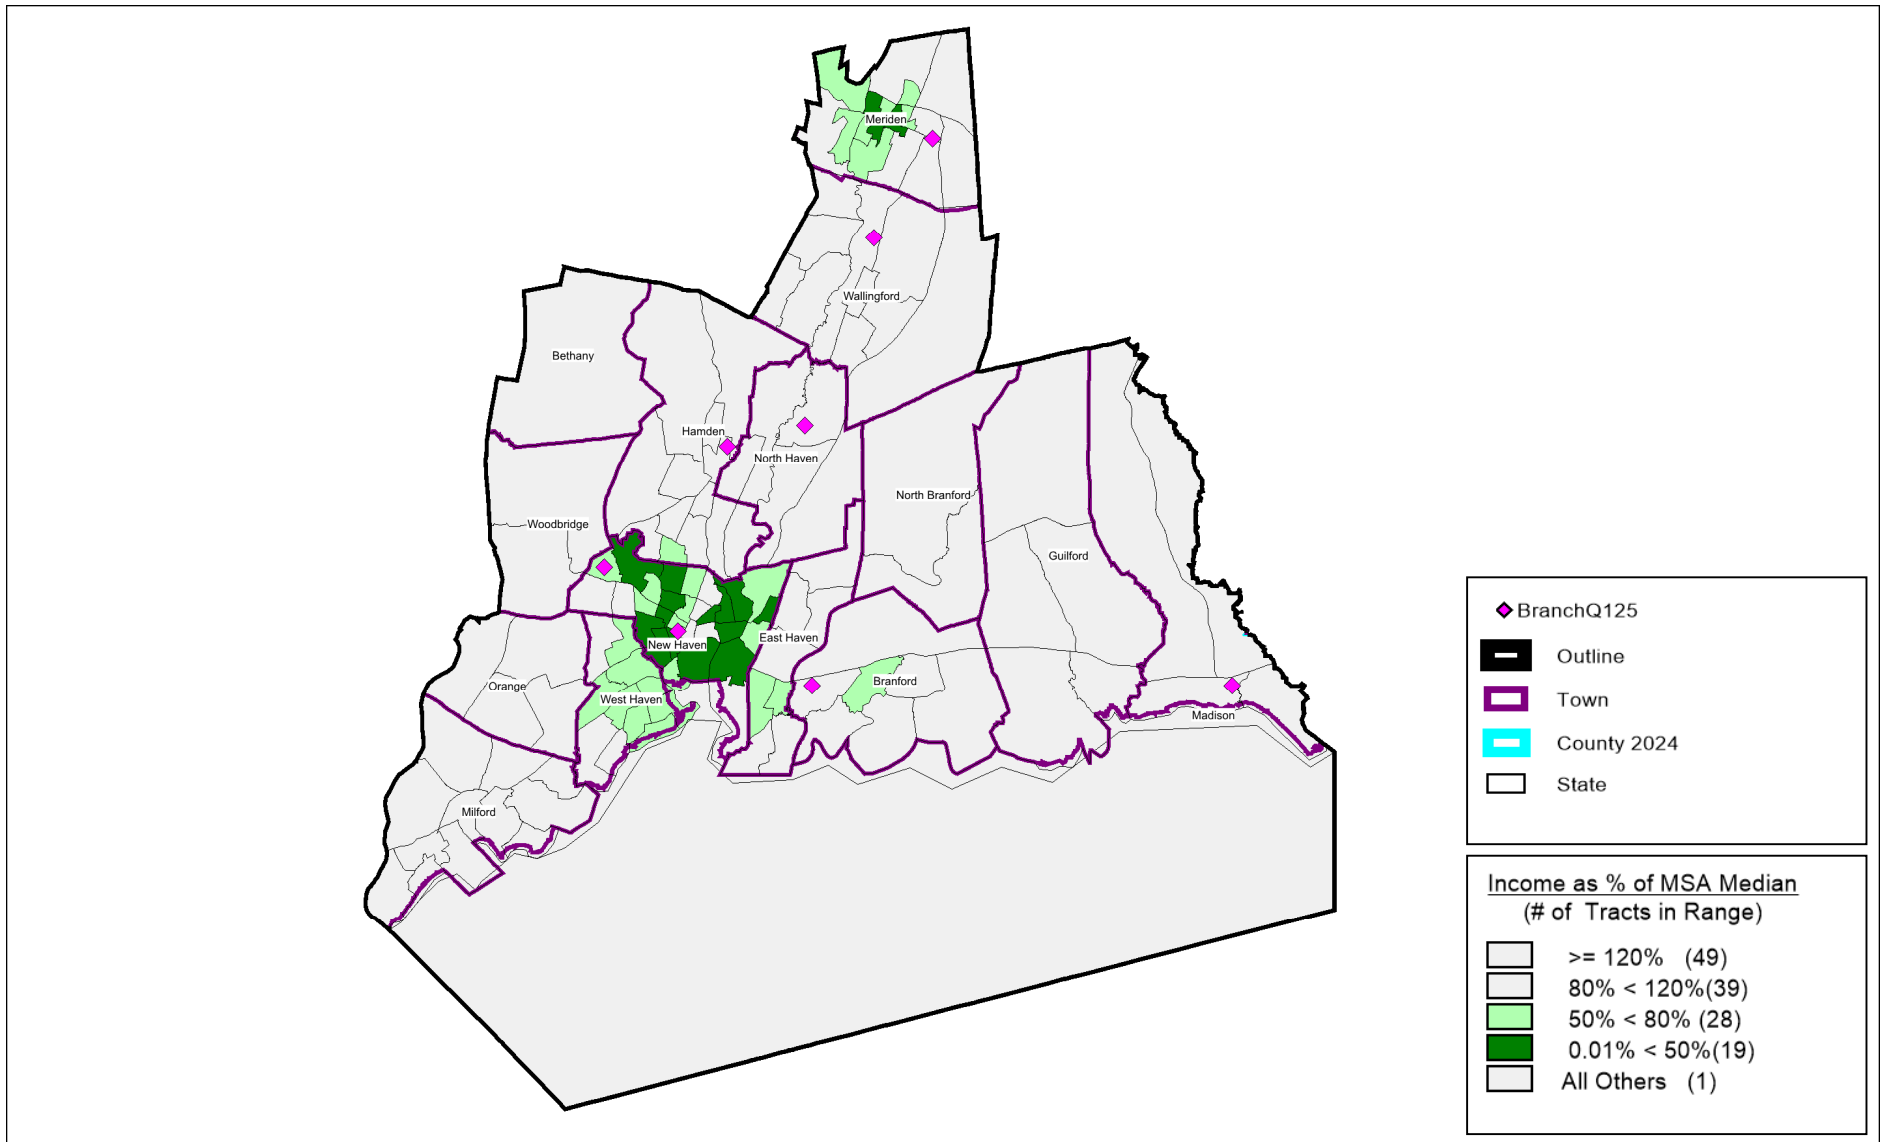 Meriden
Wallingford
Bethany
Hamden
North Haven
North Branford
Woodbridge
Guilford
East Haven
New Haven
Branford
Orange
West Haven
Madison
Milford
BranchQ125
Outline
Town
County 2024
State
Income as % of MSA Median
(# of Tracts in Range)
>= 120% (49)
80% < 120%(39)
50% < 80% (28)
0.01% < 50%(19)
All Others (1)